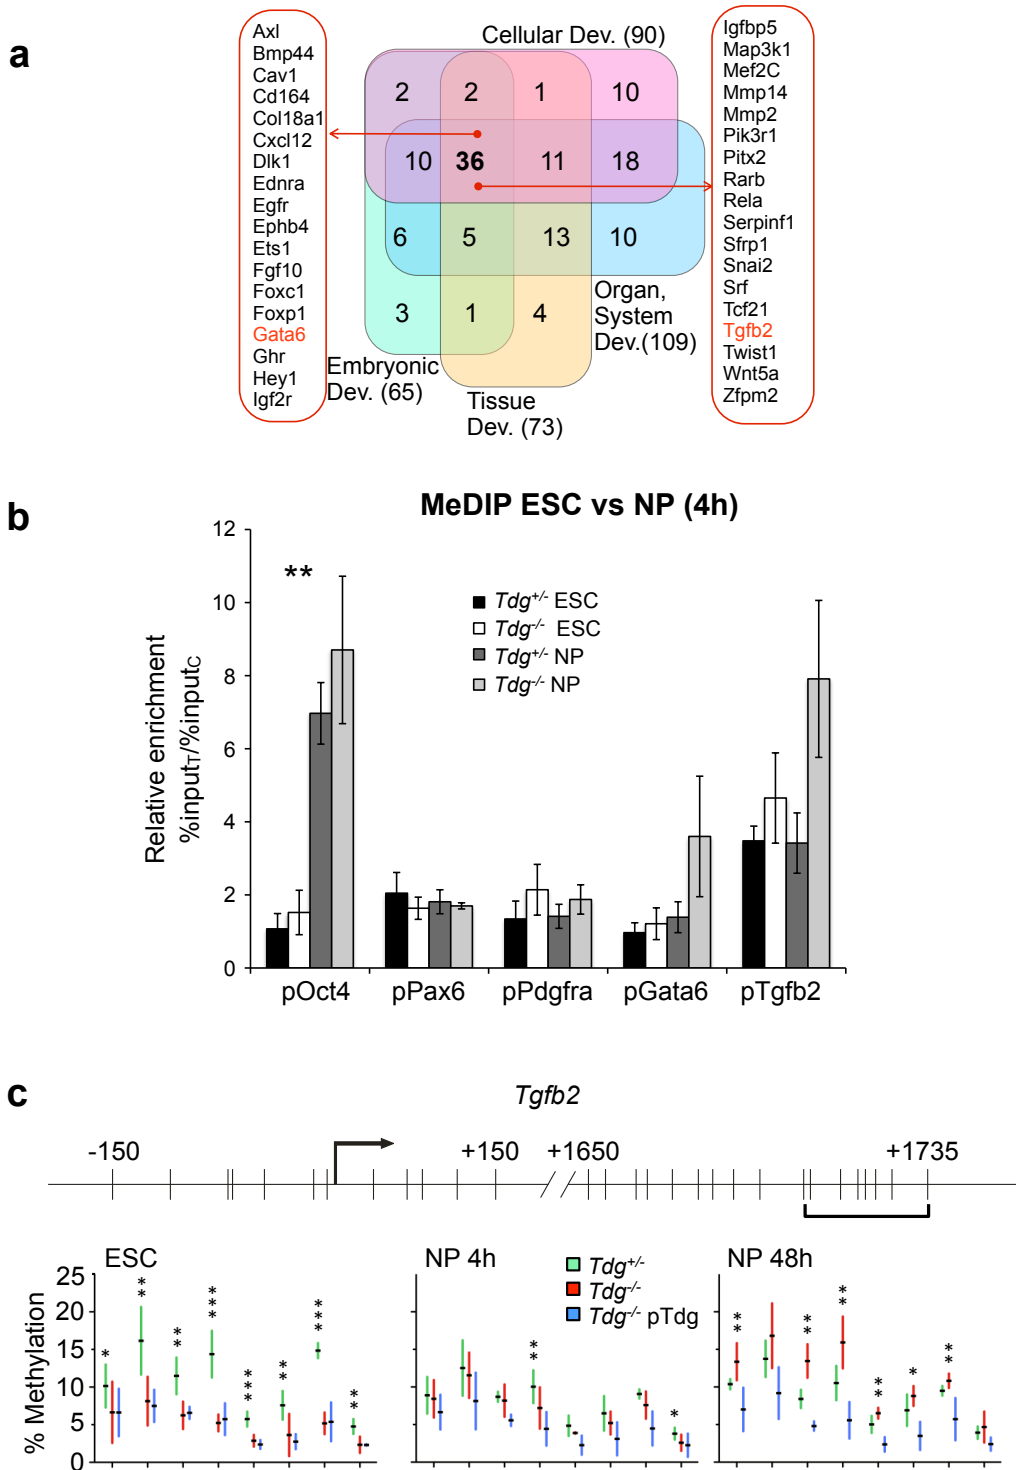 a
Axl
Bmp44
Cav1
Cd164
Col18a1
Cxcl12
Dlk1
Ednra
Egfr
Ephb4
Ets1
Fgf10
Foxc1
Foxp1
Gata6
Ghr
Hey1
Igf2r
Cellular Dev. (90)
2 2 1 10
10 36 11 18
6 5 13 10
3 1 4
Organ,
System
Dev.(109)
Embryonic
Dev. (65)
Tissue
Dev. (73)
Igfbp5
Map3k1
Mef2C
Mmp14
Mmp2
Pik3r1
Pitx2
Rarb
Rela
Serpinf1
Sfrp1
Snai2
Srf
Tcf21
Tgfb2
Twist1
Wnt5a
Zfpm2
b
MeDIP ESC vs NP (4h)
Relative enrichment
%inputT/%inputC
12
10
8
6
4
2
0
**
Tdg+/- ESC
Tdg-/- ESC
Tdg+/- NP
Tdg-/- NP
pOct4 pPax6 pPdgfra pGata6 pTgfb2
c
Tgfb2
-150 +150 +1650 +1735
ESC
NP 4h
NP 48h
Tdg+/-
Tdg-/-
Tdg-/- pTdg
% Methylation
25
20
15
10
5
0
* ** ** *** *** ** *** **
** *
** ** ** ** * **